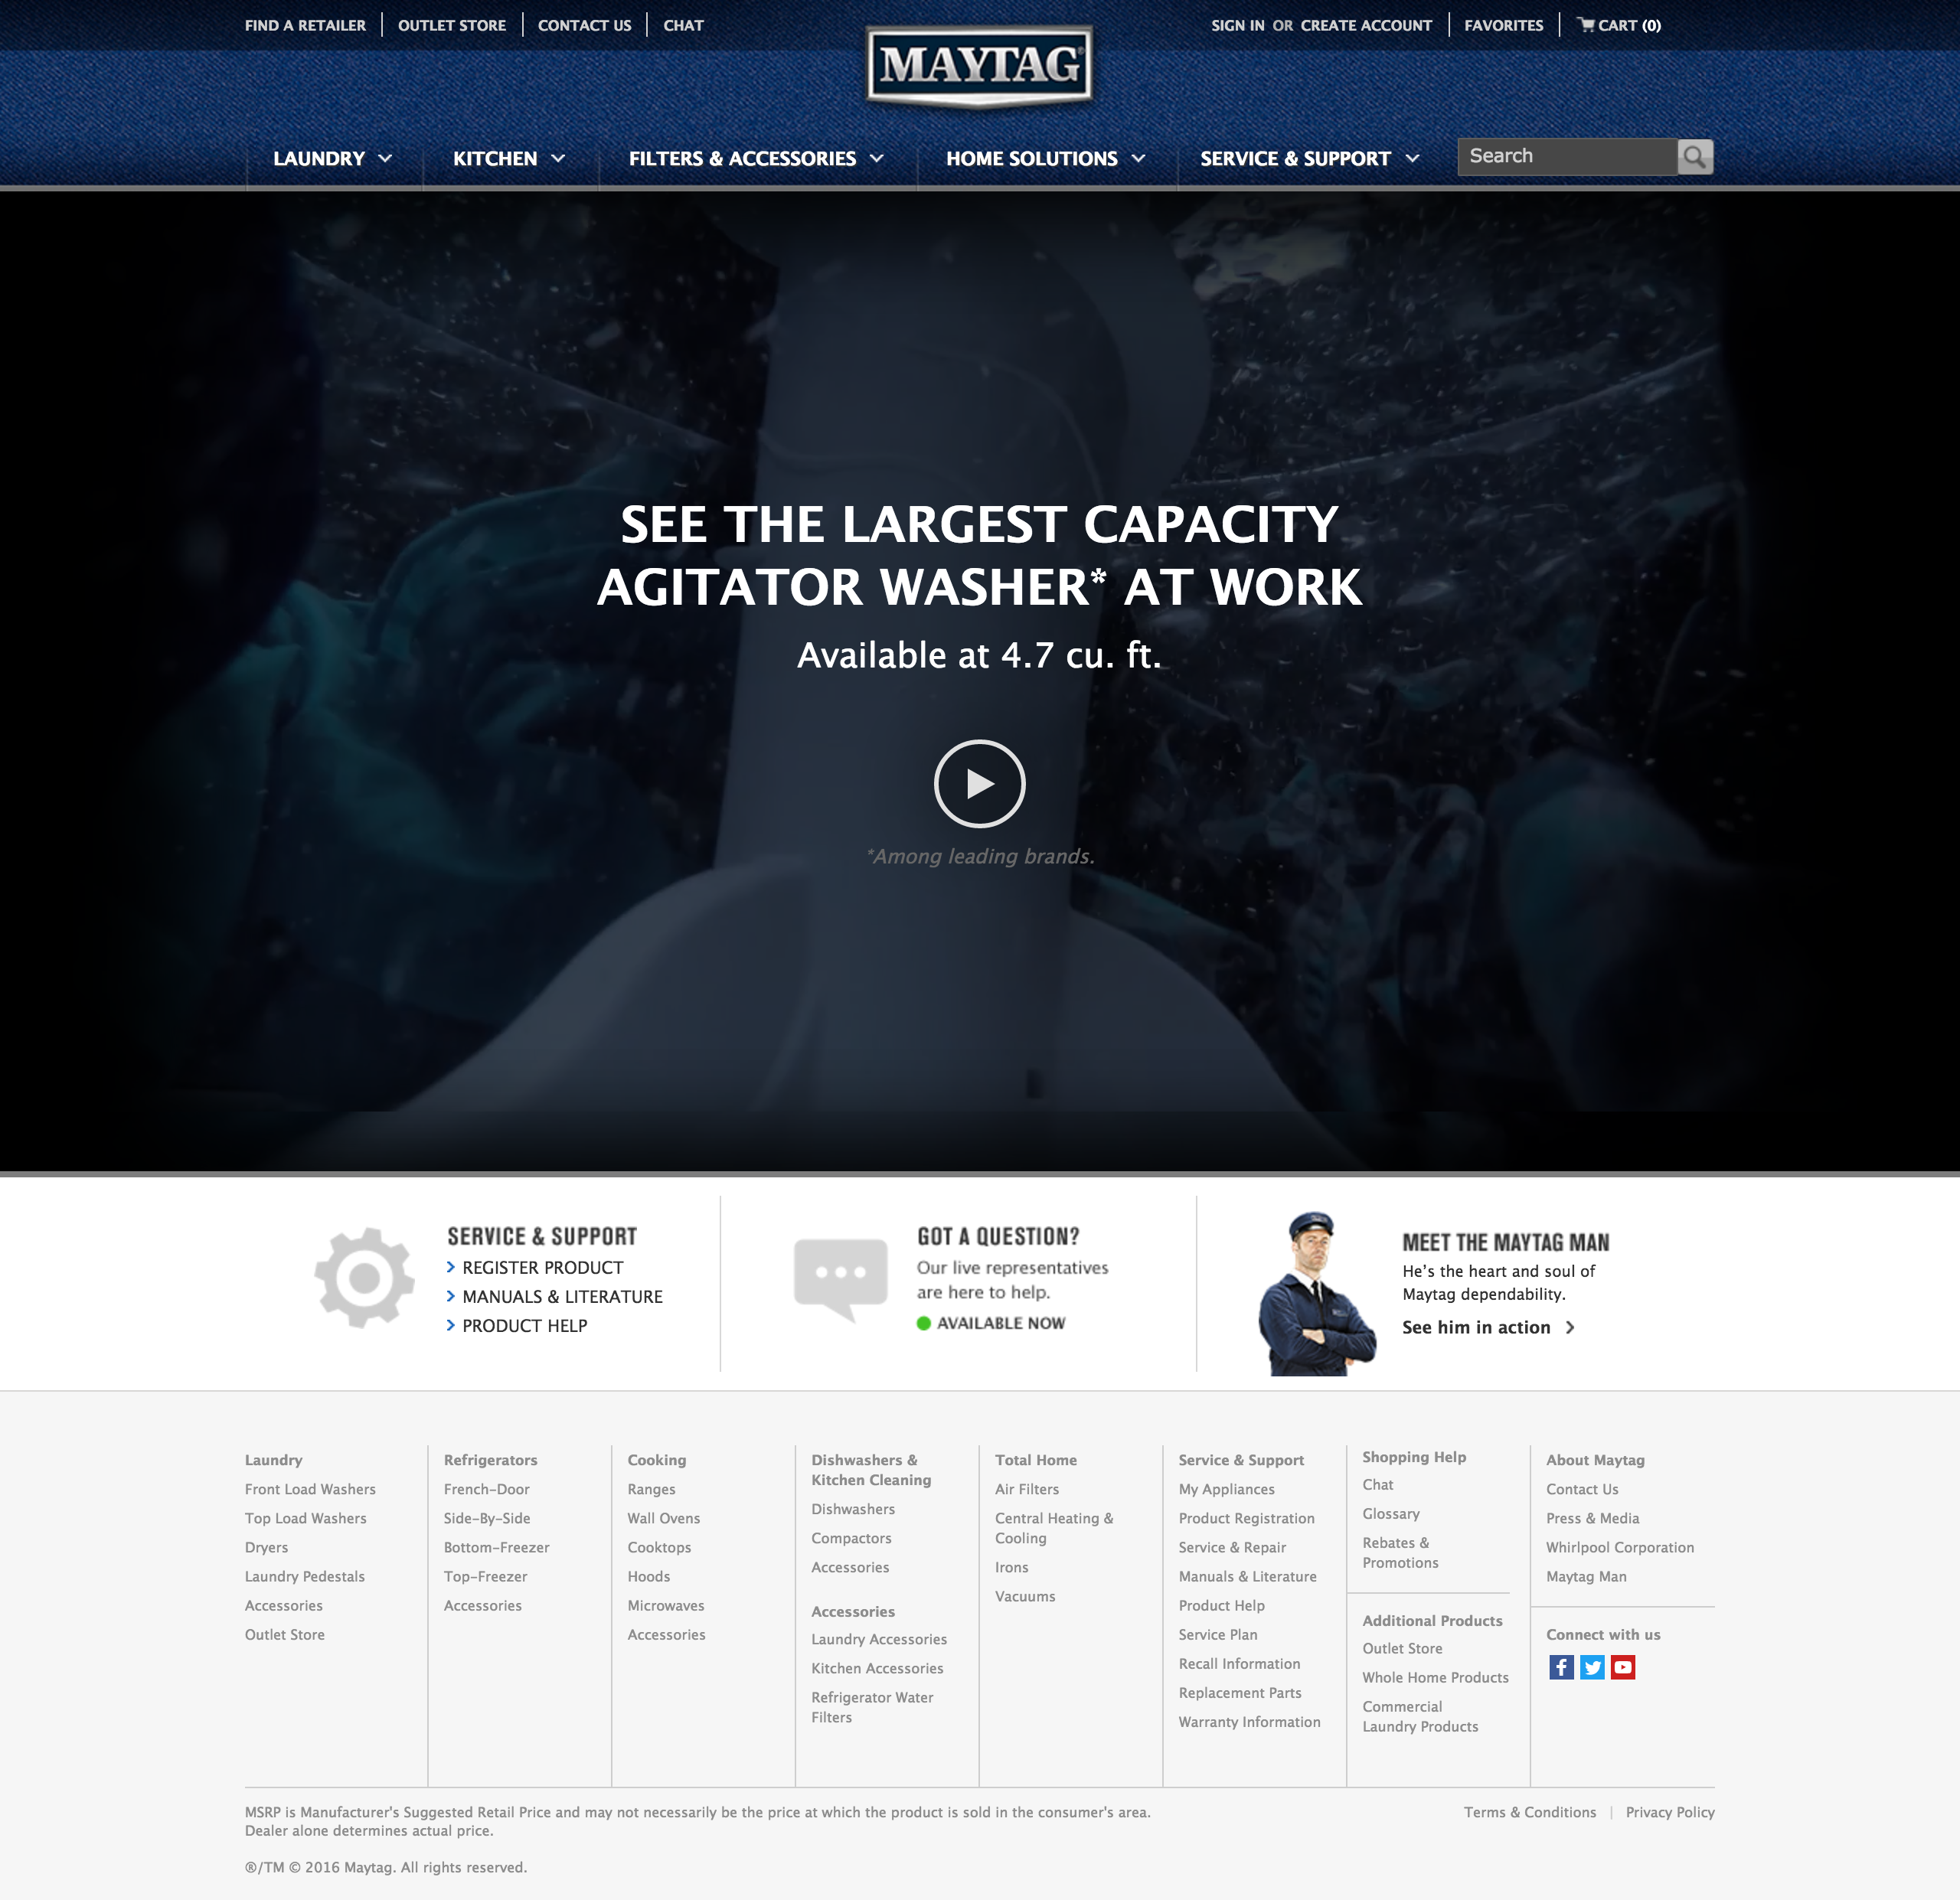 FIND A RETAILER
OUTLET STORE
CONTACT US
CHAT
MAYTAG®
SIGN IN OR CREATE ACCOUNT
FAVORITES
CART (0)
LAUNDRY
KITCHEN
FILTERS & ACCESSORIES
HOME SOLUTIONS
SERVICE & SUPPORT
Search
SEE THE LARGEST CAPACITY
AGITATOR WASHER* AT WORK
Available at 4.7 cu. ft.
*Among leading brands.
SERVICE & SUPPORT
REGISTER PRODUCT
MANUALS & LITERATURE
PRODUCT HELP
GOT A QUESTION?
Our live representatives
are here to help.
AVAILABLE NOW
MEET THE MAYTAG MAN
He's the heart and soul of
Maytag dependability.
See him in action
Laundry
Front Load Washers
Top Load Washers
Dryers
Laundry Pedestals
Accessories
Outlet Store
Refrigerators
French-Door
Side-By-Side
Bottom-Freezer
Top-Freezer
Accessories
Cooking
Ranges
Wall Ovens
Cooktops
Hoods
Microwaves
Accessories
Dishwashers &
Kitchen Cleaning
Dishwashers
Compactors
Accessories
Accessories
Laundry Accessories
Kitchen Accessories
Refrigerator Water
Filters
Total Home
Air Filters
Central Heating &
Cooling
Irons
Vacuums
Service & Support
My Appliances
Product Registration
Service & Repair
Manuals & Literature
Product Help
Service Plan
Recall Information
Replacement Parts
Warranty Information
Shopping Help
Chat
Glossary
Rebates &
Promotions
Additional Products
Outlet Store
Whole Home Products
Commercial
Laundry Products
About Maytag
Contact Us
Press & Media
Whirlpool Corporation
Maytag Man
Connect with us
MSRP is Manufacturer's Suggested Retail Price and may not necessarily be the price at which the product is sold in the consumer's area.
Dealer alone determines actual price.
Terms & Conditions | Privacy Policy
®/TM © 2016 Maytag. All rights reserved.